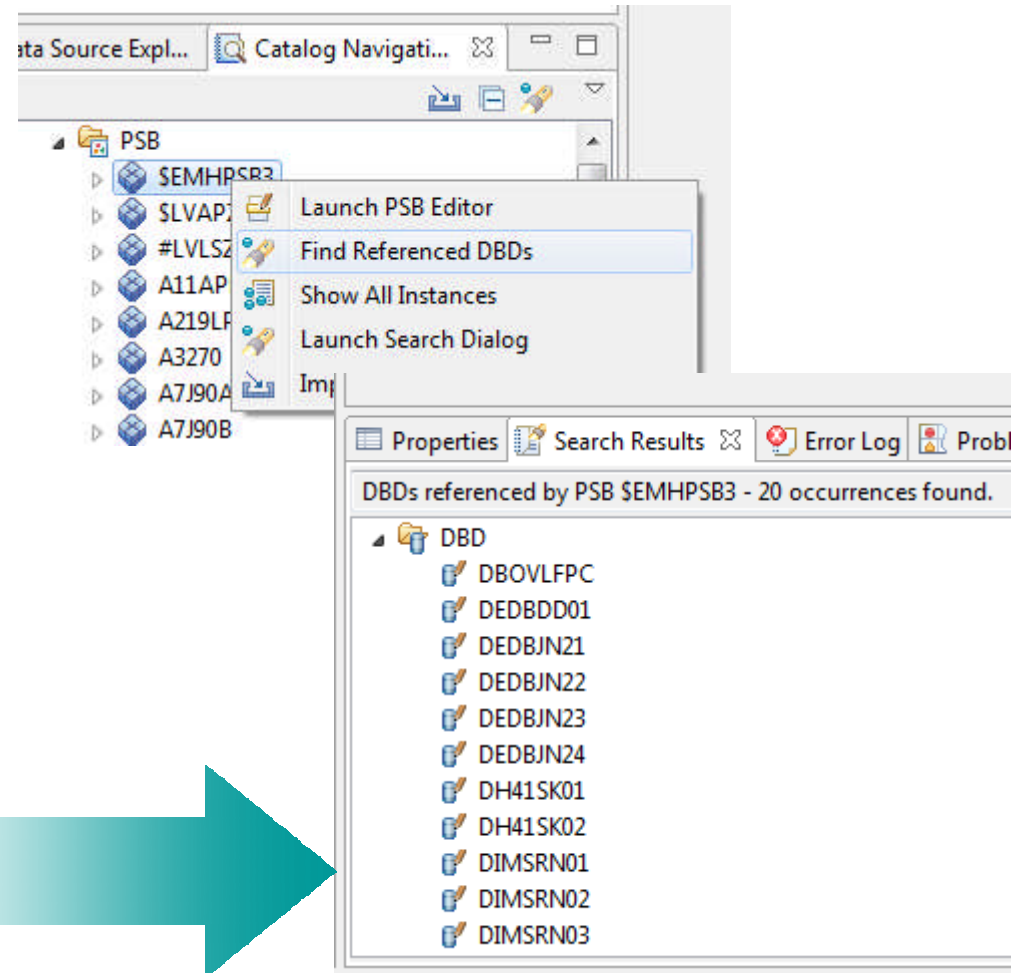 ata Source Expl... Catalog Navigati...
PSB
$EMHPSB3
Launch PSB Editor
$LVAP
#LVLSZ
Find Referenced DBDs
A11AP
Show All Instances
A219LF
Launch Search Dialog
A3270
A7J90A
Imp
A7J90B
Properties Search Results Error Log Probl
DBDs referenced by PSB $EMHPSB3 - 20 occurrences found.
DBD
DBOVLFPC
DEDBDD01
DEDBJN21
DEDBJN22
DEDBJN23
DEDBJN24
DH41SK01
DH41SK02
DIMSRN01
DIMSRN02
DIMSRN03